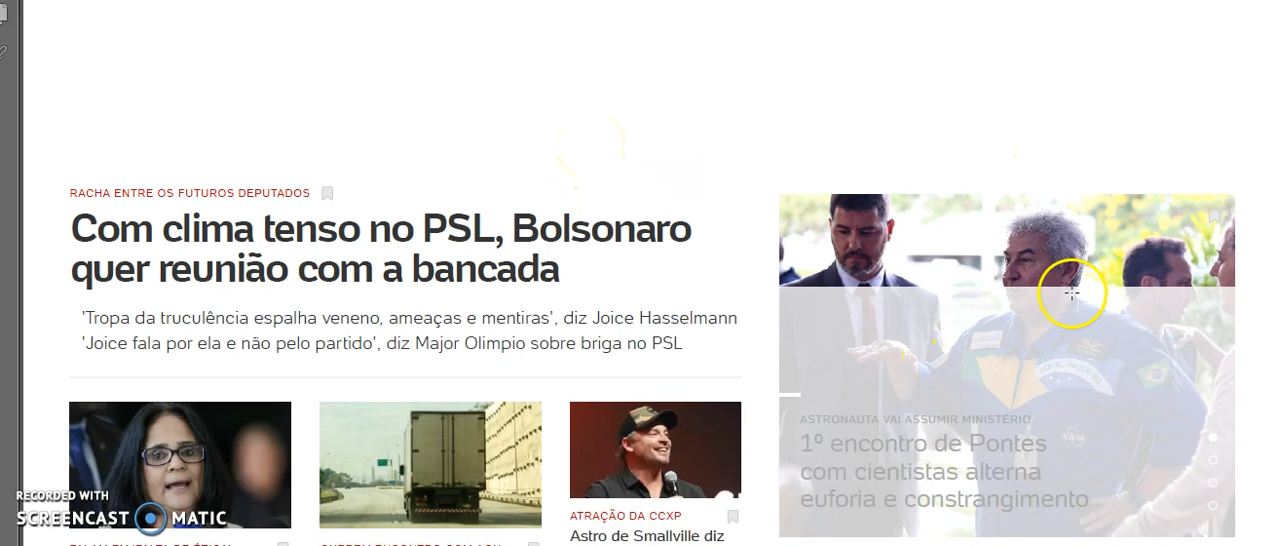 RACHA ENTRE OS FUTUROS DEPUTADOS
Com clima tenso no PSL, Bolsonaro
quer reunião com a bancada
'Tropa da truculência espalha veneno, ameaças e mentiras', diz Joice Hasselmann
'Joice fala por ela e não pelo partido', diz Major Olimpio sobre briga no PSL
ASTRONAUTA VAI ASSUMIR MINISTÉRIO
1º encontro de Pontes
com cientistas alterna
euforia e constrangimento
ATRAÇÃO DA CCXP
Astro de Smallville diz
RECORDED WITH
SCREENCAST MATIC